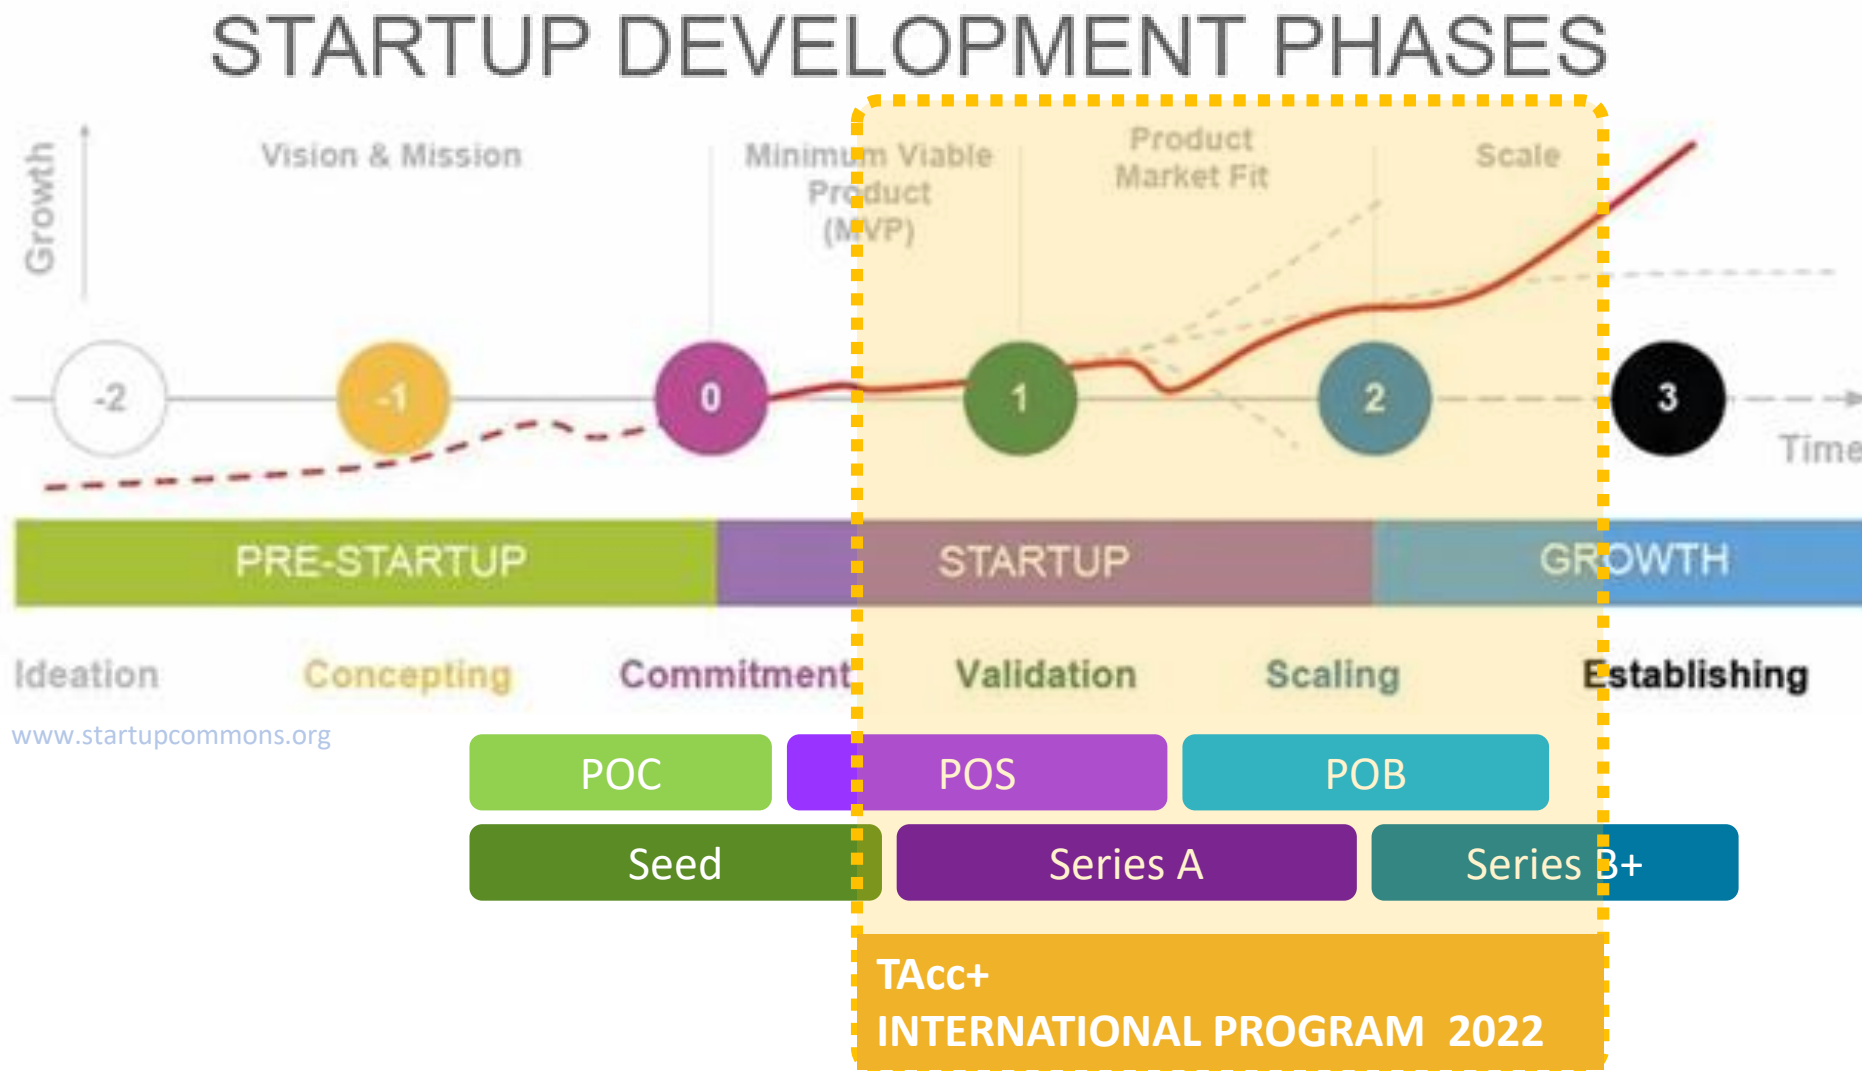 STARTUP DEVELOPMENT PHASES
Growth
Vision & Mission
Minimum Viable
Product
(MVP)
Product
Market Fit
Scale
-2
-1
0
1
2
3
Time
PRE-STARTUP
STARTUP
GROWTH
Ideation
Concepting
Commitment
Validation
Scaling
Establishing
www.startupcommons.org
POC
POS
POB
Seed
Series A
Series B+
TAcc+
INTERNATIONAL PROGRAM 2022